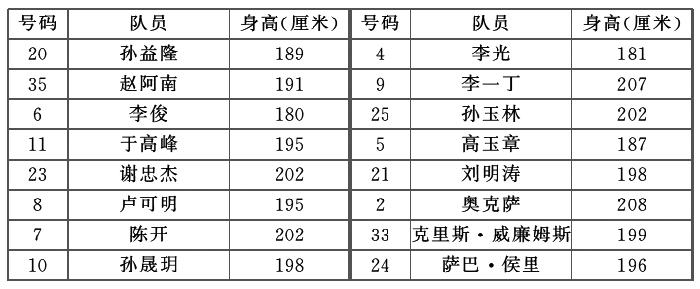 号码 队员 身高(厘米) 号码 队员 身高(厘米)
20 孙益隆 189 4 李光 181
35 赵阿南 191 9 李一丁 207
6 李俊 180 25 孙玉林 202
11 于高峰 195 5 高玉章 187
23 谢忠杰 202 21 刘明涛 198
8 卢可明 195 2 奥克萨 208
7 陈开 202 33 克里斯·威廉姆斯 199
10 孙晟玥 198 24 萨巴·侯里 196